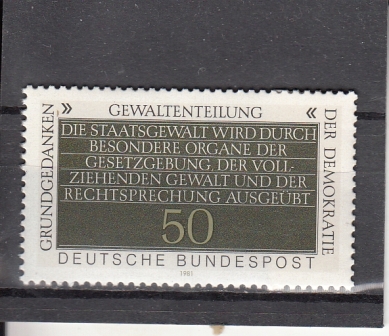 GRUNDGEDANKEN »
GEWALTENTEILUNG
« DER DEMOKRATIE
DIE STAATSGEWALT WIRD DURCH
BESONDERE ORGANE DER
GESETZGEBUNG, DER VOLL-
ZIEHENDEN GEWALT UND DER
RECHTSPRECHUNG AUSGEÜBT
50
DEUTSCHE BUNDESPOST
1981